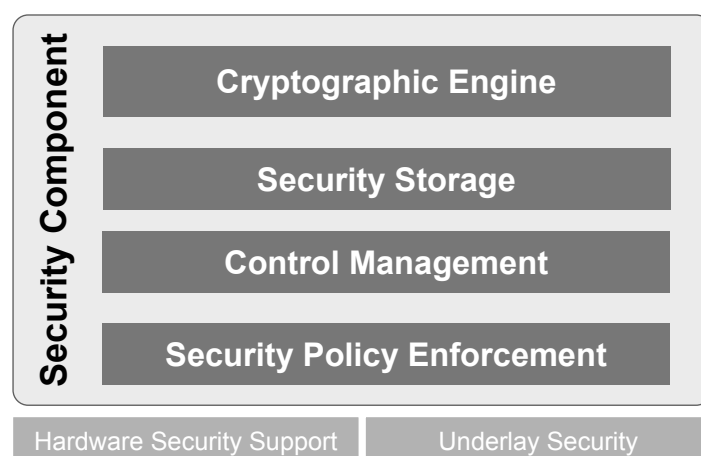 Security Component
Cryptographic Engine
Security Storage
Control Management
Security Policy Enforcement
Hardware Security Support
Underlay Security